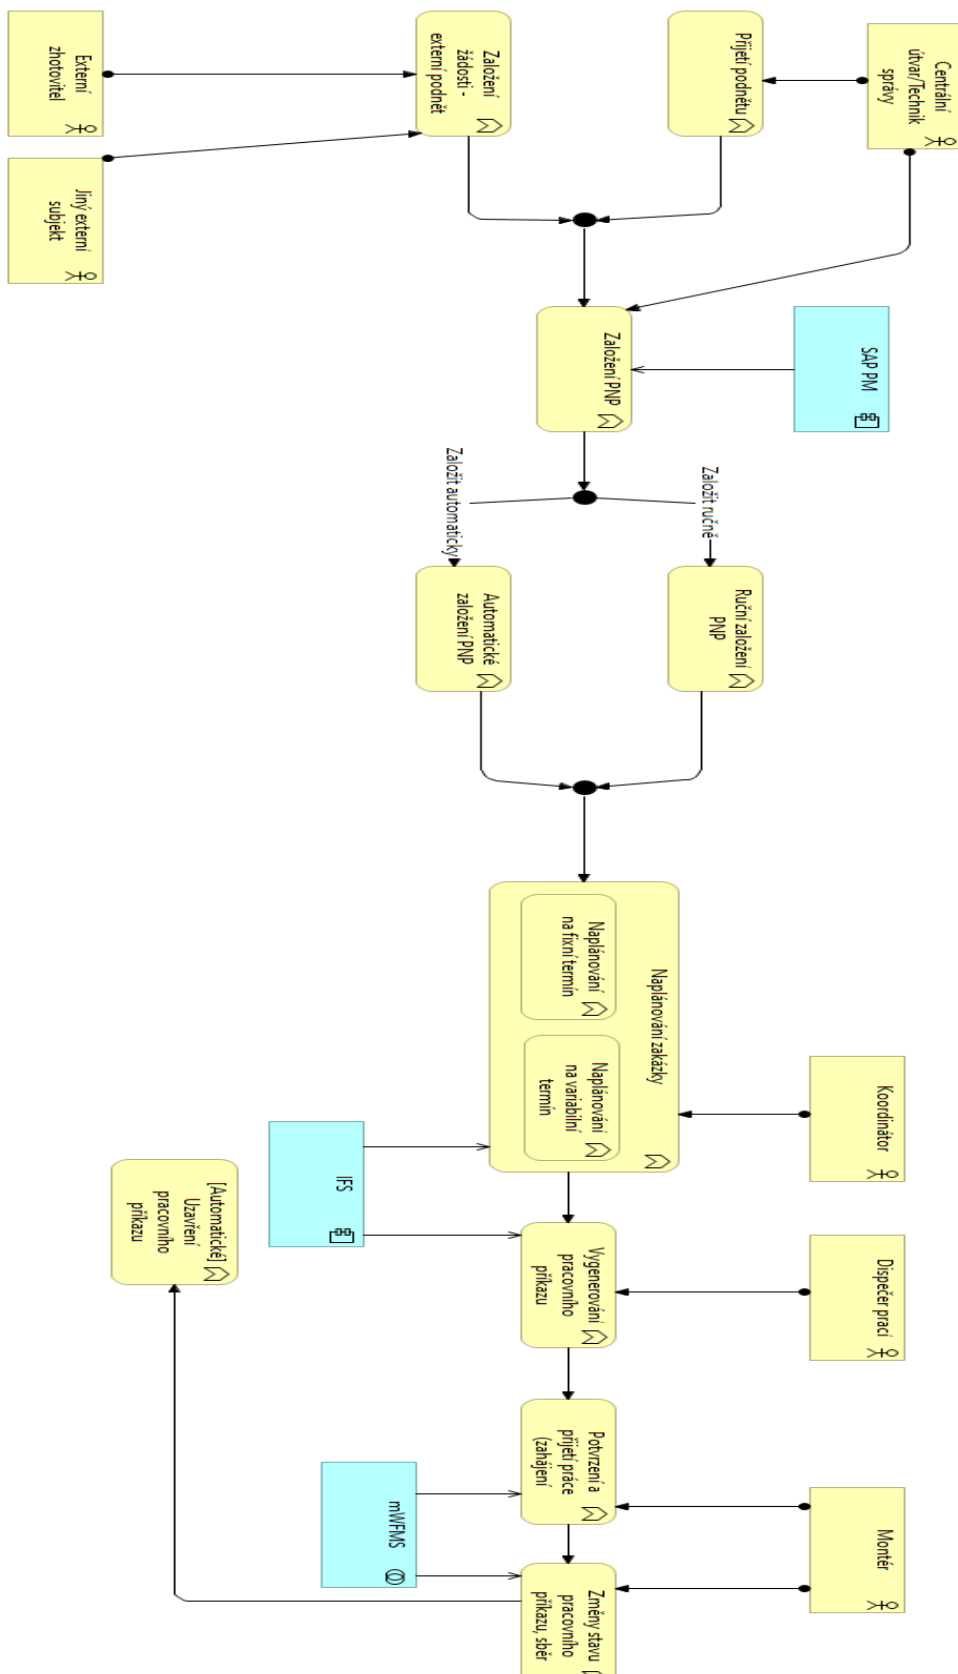 Centrální
útvar/Technik
správy
Přijetí podnětu
Založení
žádosti -
externí podnět
Externí
zhotovitel
Jiný externí
subjekt
SAP PM
Založení PNP
Založit ručně
Založit automaticky
Ruční založení
PNP
Automatické
založení PNP
Naplánování zakázky
Naplánování
na fixní termín
Naplánování
na variabilní
termín
Koordinátor
IFS
Dispečer prací
Vygenerování
pracovního
příkazu
[Automatické]
Uzavření
pracovního
příkazu
Montér
Potvrzení a
přijetí práce
(zahájení
mWFMS
Změny stavu
pracovního
příkazu, sběr